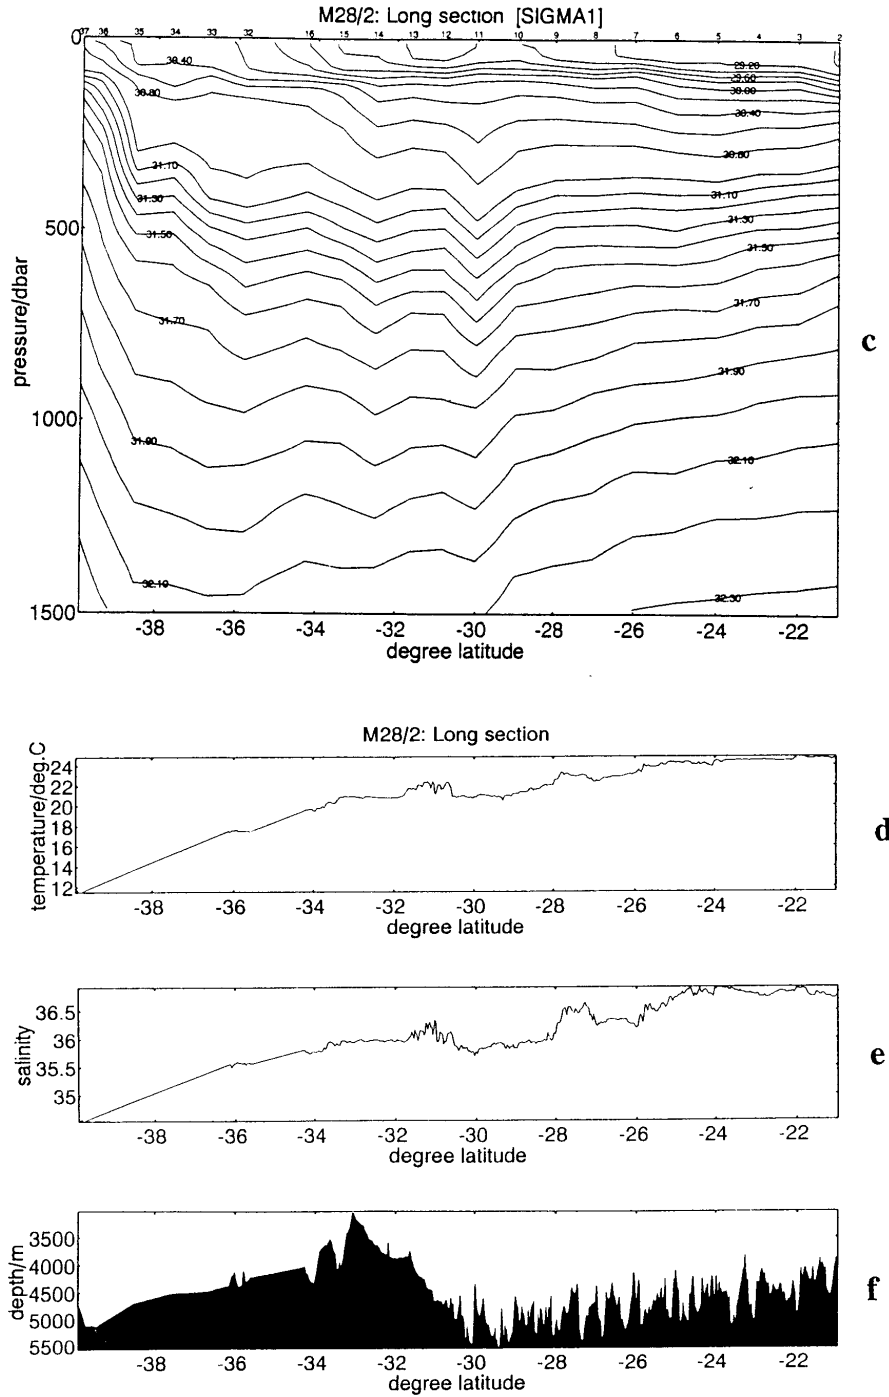 M28/2: Long section [SIGMA1]
37 36 35 34 33 32 16 15 14 13 12 11 10 9 8 7 6 5 4 3 2
0
500
1000
1500
pressure/dbar
30.40
30.80
31.10
31.30
31.50
31.70
31.90
32.10
29.20
29.60
30.00
30.40
30.80
31.10
31.30
31.50
31.70
31.90
32.10
32.30
c
-38 -36 -34 -32 -30 -28 -26 -24 -22
degree latitude
M28/2: Long section
temperature/deg.C
24
22
20
18
16
14
12
d
-38 -36 -34 -32 -30 -28 -26 -24 -22
degree latitude
salinity
36.5
36
35.5
35
e
-38 -36 -34 -32 -30 -28 -26 -24 -22
degree latitude
depth/m
3500
4000
4500
5000
5500
f
-38 -36 -34 -32 -30 -28 -26 -24 -22
degree latitude